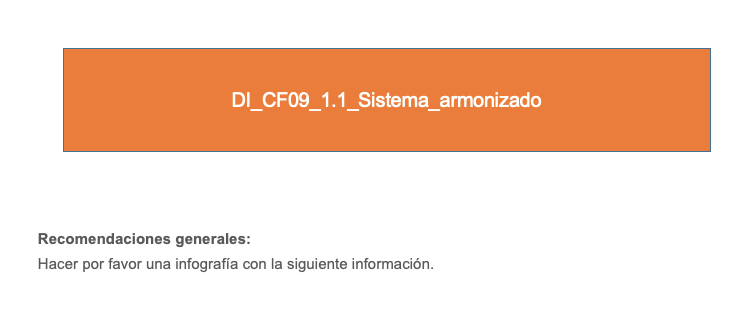 DI_CF09_1.1_Sistema_armonizado
Recomendaciones generales:
Hacer por favor una infografía con la siguiente información.